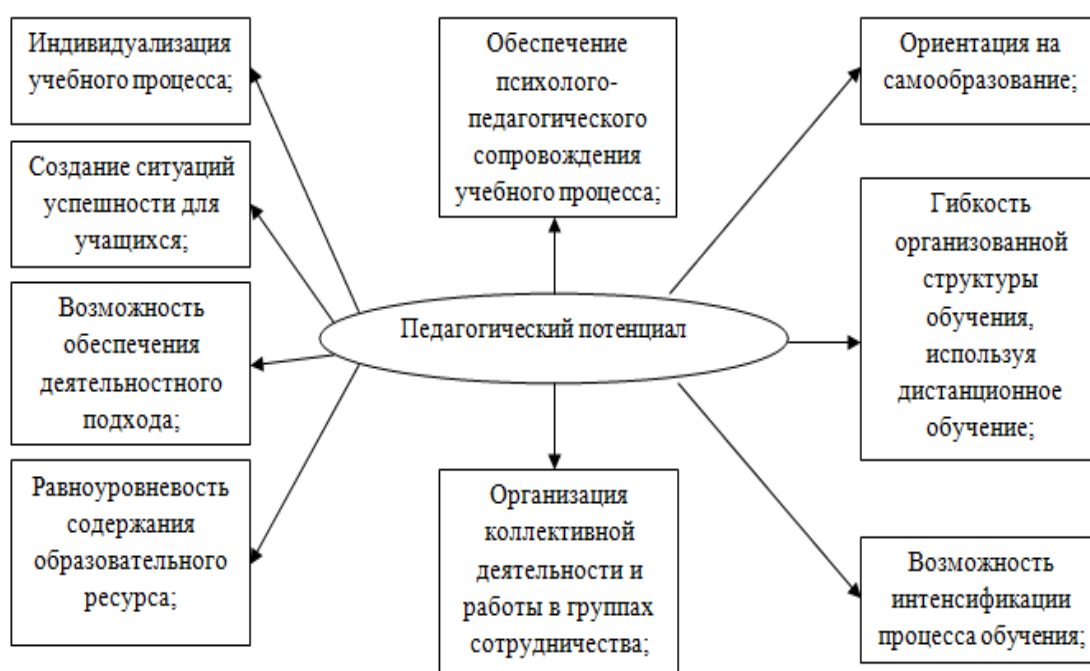 Индивидуализация
учебного процесса;
Создание ситуаций
успешности для
учащихся;
Возможность
обеспечения
деятельностного
подхода;
Равноуровневость
содержания
образовательного
ресурса;
Обеспечение
психолого-
педагогического
сопровождения
учебного процесса;
Педагогический потенциал
Организация
коллективной
деятельности и
работы в группах
сотрудничества;
Ориентация на
самообразование;
Гибкость
организованной
структуры
обучения,
используя
дистанционное
обучение;
Возможность
интенсификации
процесса обучения;